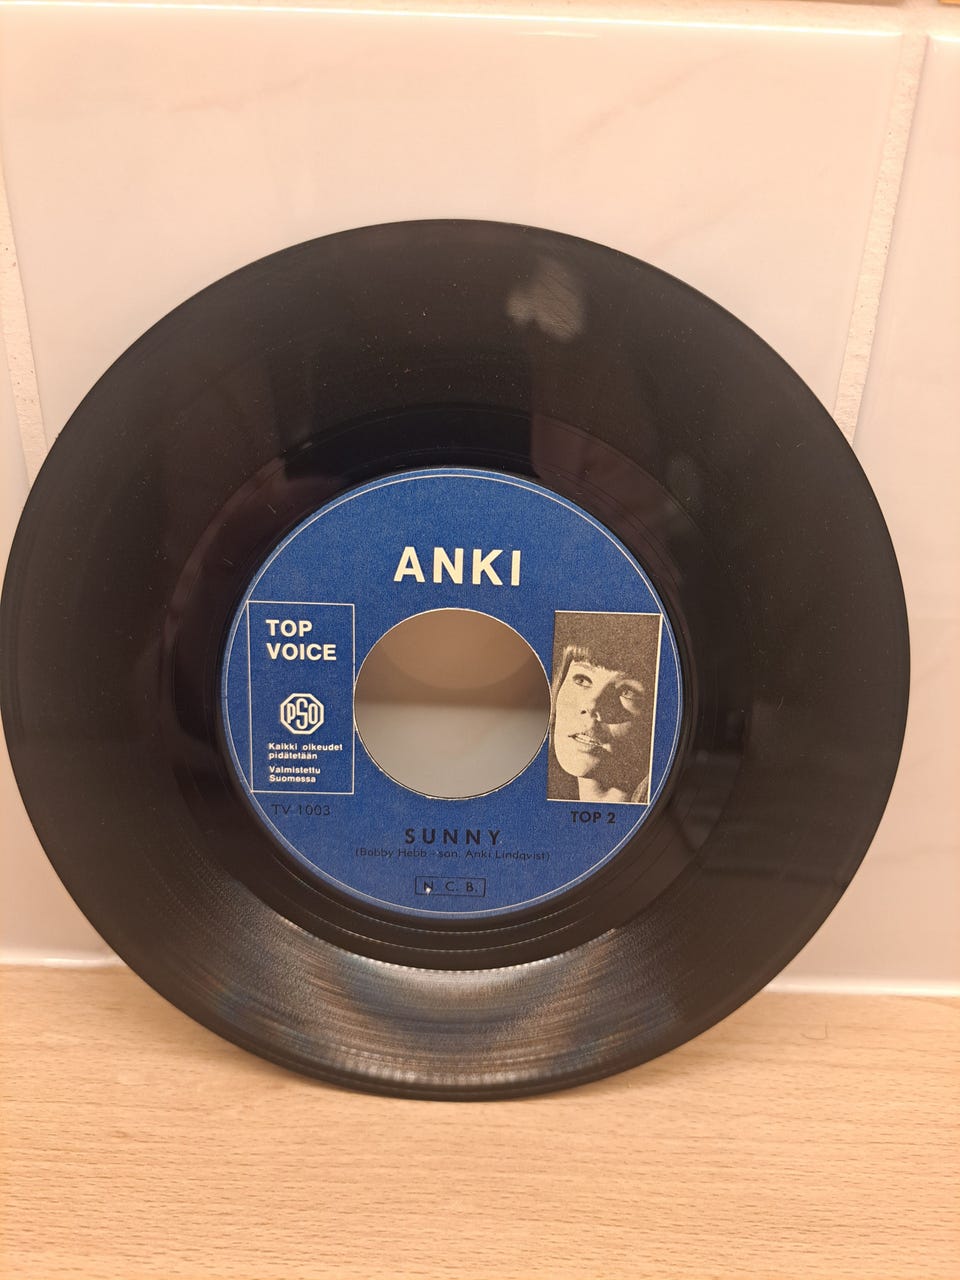 ANKI
TOP
VOICE
PSO
Kaikki oikeudet
pidätetään
Valmistettu
Suomessa
TV 1003
TOP 2
SUNNY
(Bobby Hebb - san. Anki Lindqvist)
N. C. B.